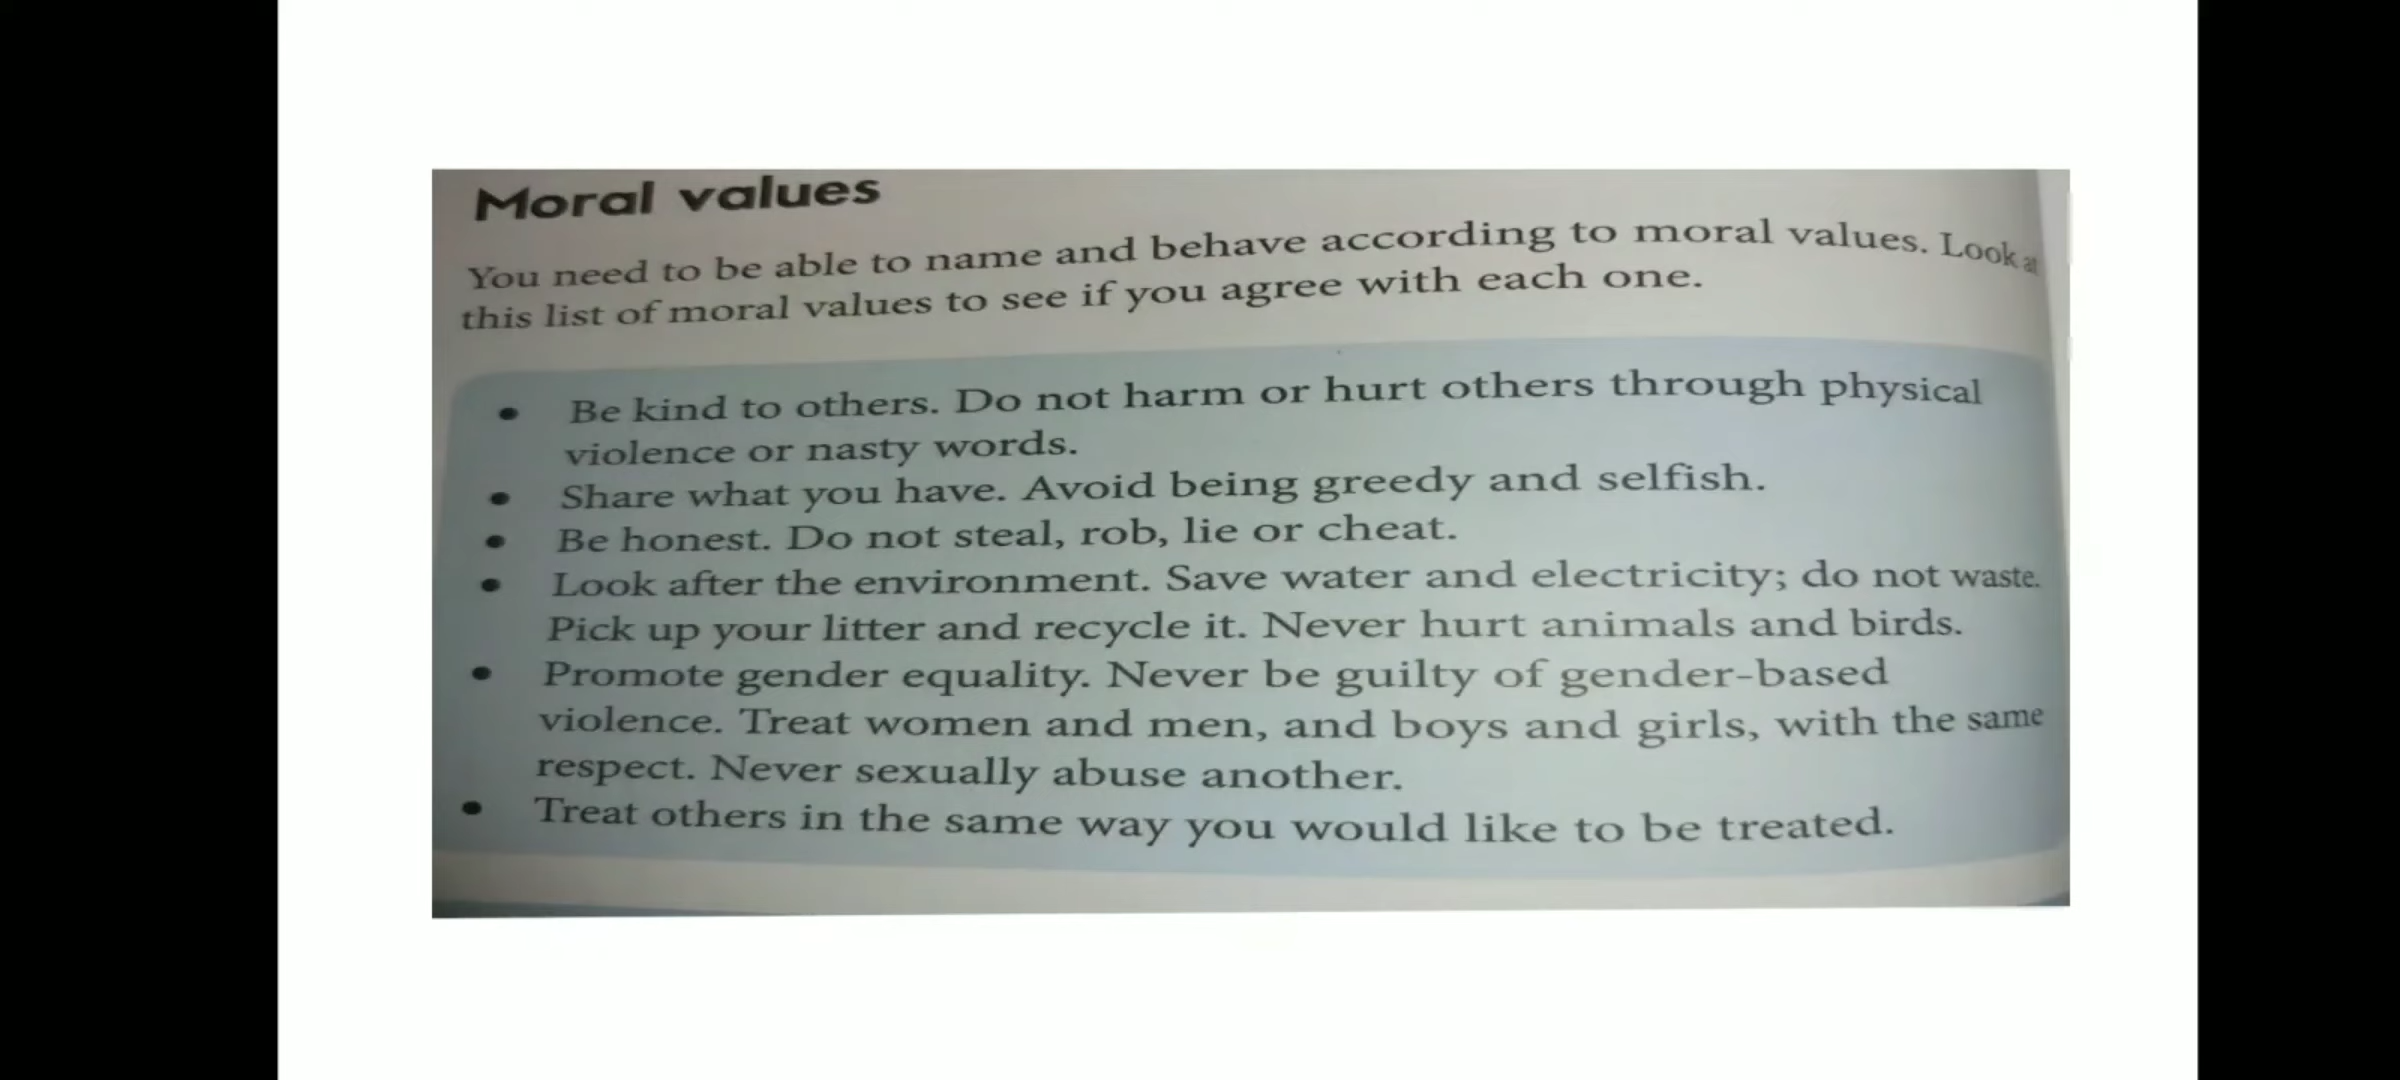 Moral values
You need to be able to name and behave according to moral values. Look at
this list of moral values to see if you agree with each one.
• Be kind to others. Do not harm or hurt others through physical
violence or nasty words.
• Share what you have. Avoid being greedy and selfish.
• Be honest. Do not steal, rob, lie or cheat.
• Look after the environment. Save water and electricity; do not waste.
Pick up your litter and recycle it. Never hurt animals and birds.
• Promote gender equality. Never be guilty of gender-based
violence. Treat women and men, and boys and girls, with the same
respect. Never sexually abuse another.
• Treat others in the same way you would like to be treated.